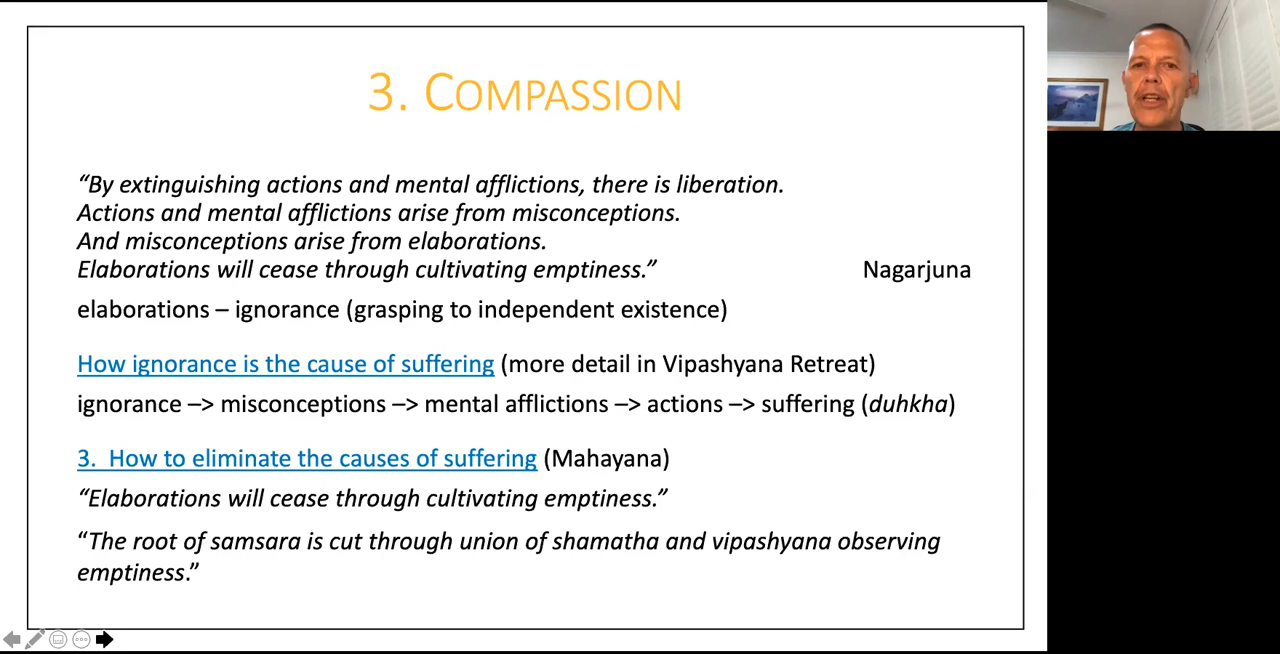 3. COMPASSION
“By extinguishing actions and mental afflictions, there is liberation.
Actions and mental afflictions arise from misconceptions.
And misconceptions arise from elaborations.
Elaborations will cease through cultivating emptiness.” Nagarjuna
elaborations – ignorance (grasping to independent existence)
How ignorance is the cause of suffering (more detail in Vipashyana Retreat)
ignorance –> misconceptions –> mental afflictions –> actions –> suffering (duhkha)
3. How to eliminate the causes of suffering (Mahayana)
“Elaborations will cease through cultivating emptiness.”
“The root of samsara is cut through union of shamatha and vipashyana observing
emptiness.”